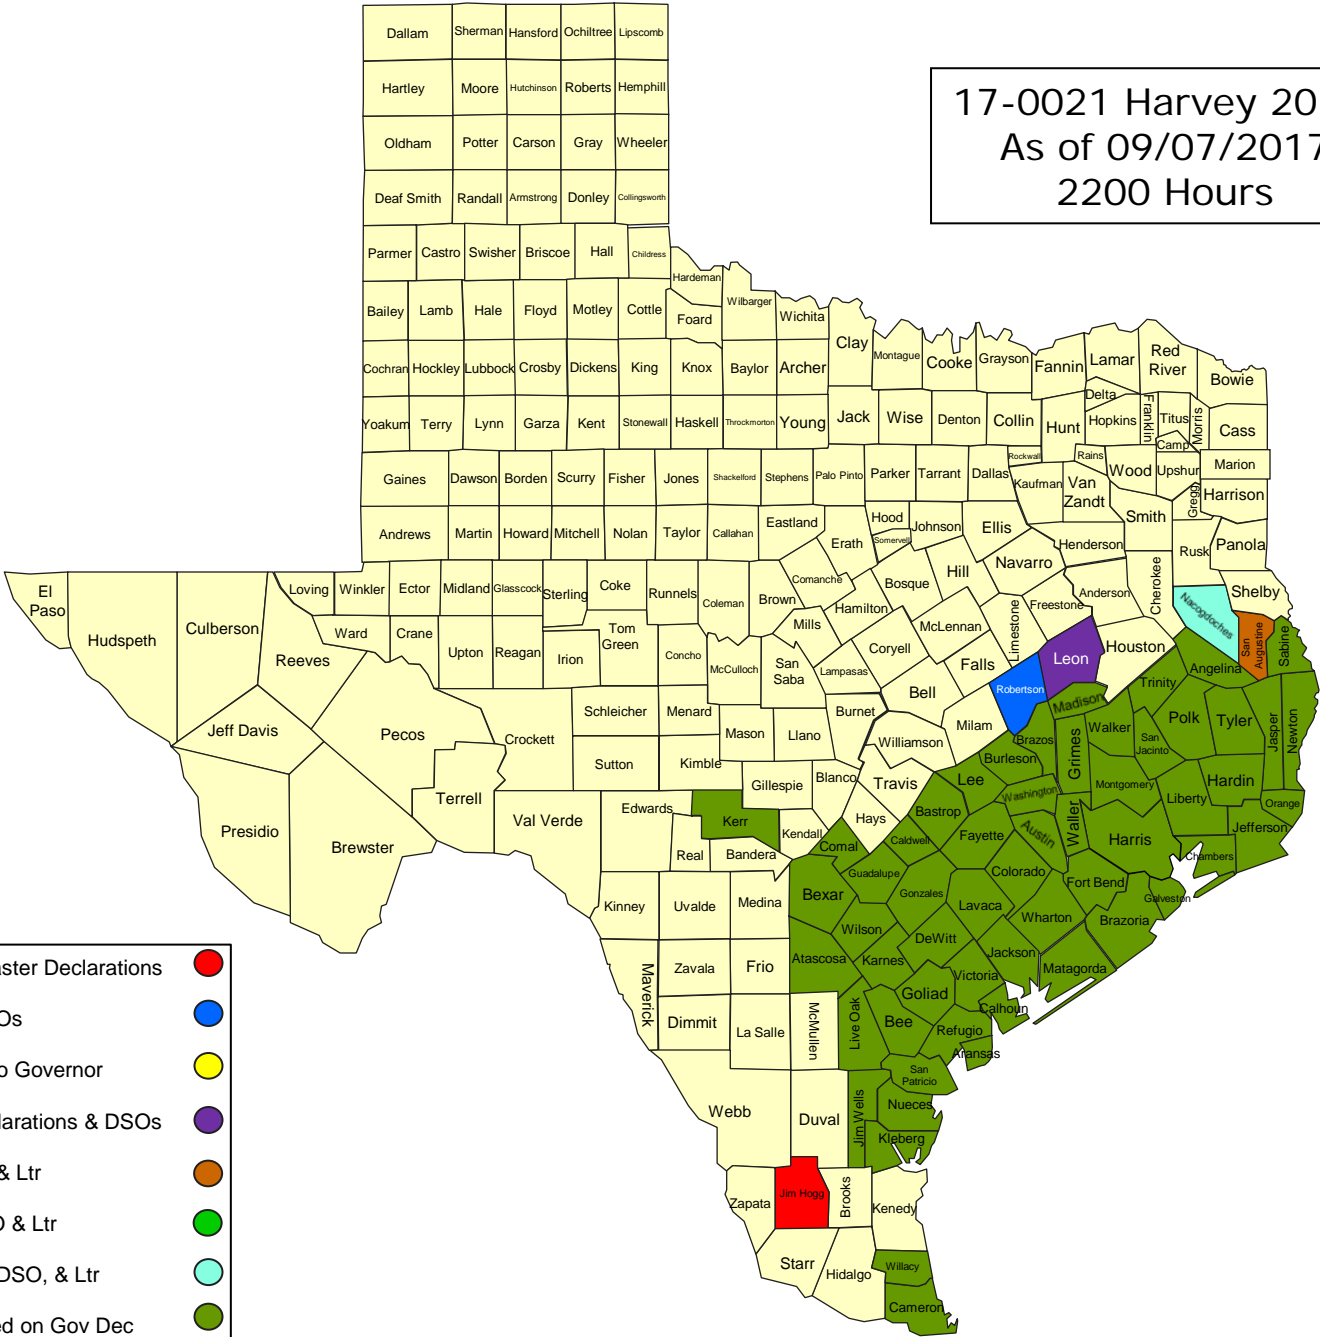 17-0021 Harvey 20
As of 09/07/2017
2200 Hours
Dallam Sherman Hansford Ochiltree Lipscomb
Hartley Moore Hutchinson Roberts Hemphill
Oldham Potter Carson Gray Wheeler
Deaf Smith Randall Armstrong Donley Collingsworth
Parmer Castro Swisher Briscoe Hall Childress
Hardeman
Bailey Lamb Hale Floyd Motley Cottle Foard Wilbarger Wichita
Clay Montague Cooke Grayson Fannin Lamar Red River Bowie
Cochran Hockley Lubbock Crosby Dickens King Knox Baylor Archer
Delta
Yoakum Terry Lynn Garza Kent Stonewall Haskell Throckmorton Young Jack Wise Denton Collin Hunt Hopkins Franklin Titus Morris Cass
Camp
Rockwall Rains Wood Upshur Marion
Gaines Dawson Borden Scurry Fisher Jones Shackelford Stephens Palo Pinto Parker Tarrant Dallas Kaufman Van Zandt Gregg Harrison
Andrews Martin Howard Mitchell Nolan Taylor Callahan Eastland Erath Hood Somervell Johnson Ellis Henderson Smith Rusk Panola
El Paso Hudspeth Culberson Reeves Loving Winkler Ector Midland Glasscock Sterling Coke Runnels Coleman Brown Comanche Hamilton Bosque Hill Navarro Freestone Anderson Cherokee Nacogdoches Shelby
Ward Crane Upton Reagan Irion Tom Green Concho McCulloch San Saba Mills Lampasas Coryell McLennan Limestone Falls Leon Houston Angelina San Augustine Sabine
Jeff Davis Pecos Crockett Schleicher Menard Mason Llano Burnet Bell Milam Robertson Madison Trinity Polk Tyler Jasper Newton
Presidio Brewster Terrell Val Verde Sutton Kimble Gillespie Blanco Williamson Travis Burleson Brazos Grimes Walker San Jacinto Hardin
Edwards Kerr Kendall Hays Bastrop Lee Washington Waller Montgomery Liberty Orange
Real Bandera Comal Caldwell Fayette Austin Harris Chambers Jefferson
Kinney Uvalde Medina Bexar Guadalupe Gonzales Colorado Fort Bend Galveston
Lavaca Wharton Brazoria
Maverick Zavala Frio Atascosa Wilson Karnes DeWitt Jackson Matagorda
Victoria
Dimmit La Salle McMullen Live Oak Goliad Bee Refugio Calhoun
Aransas
San Patricio
Webb Duval Jim Wells Nueces
Kleberg
Zapata Jim Hogg Brooks Kenedy
Starr Hidalgo Willacy
Cameron
aster Declarations
Os
o Governor
larations & DSOs
& Ltr
O & Ltr
DSO, & Ltr
ed on Gov Dec